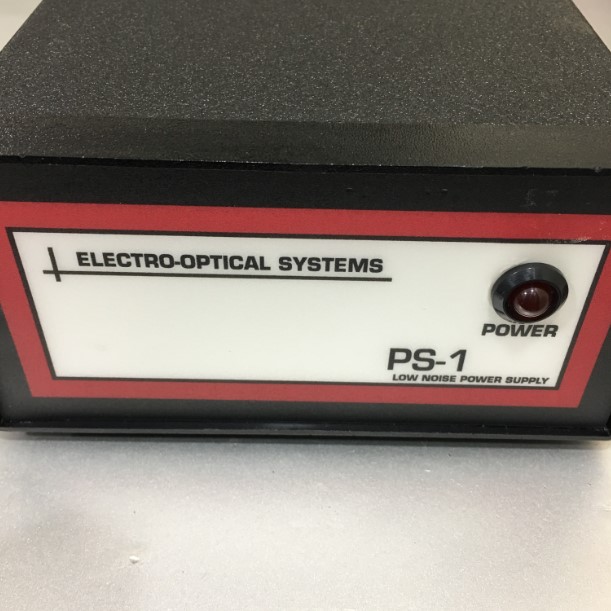 ELECTRO-OPTICAL SYSTEMS
POWER
PS-1
LOW NOISE POWER SUPPLY